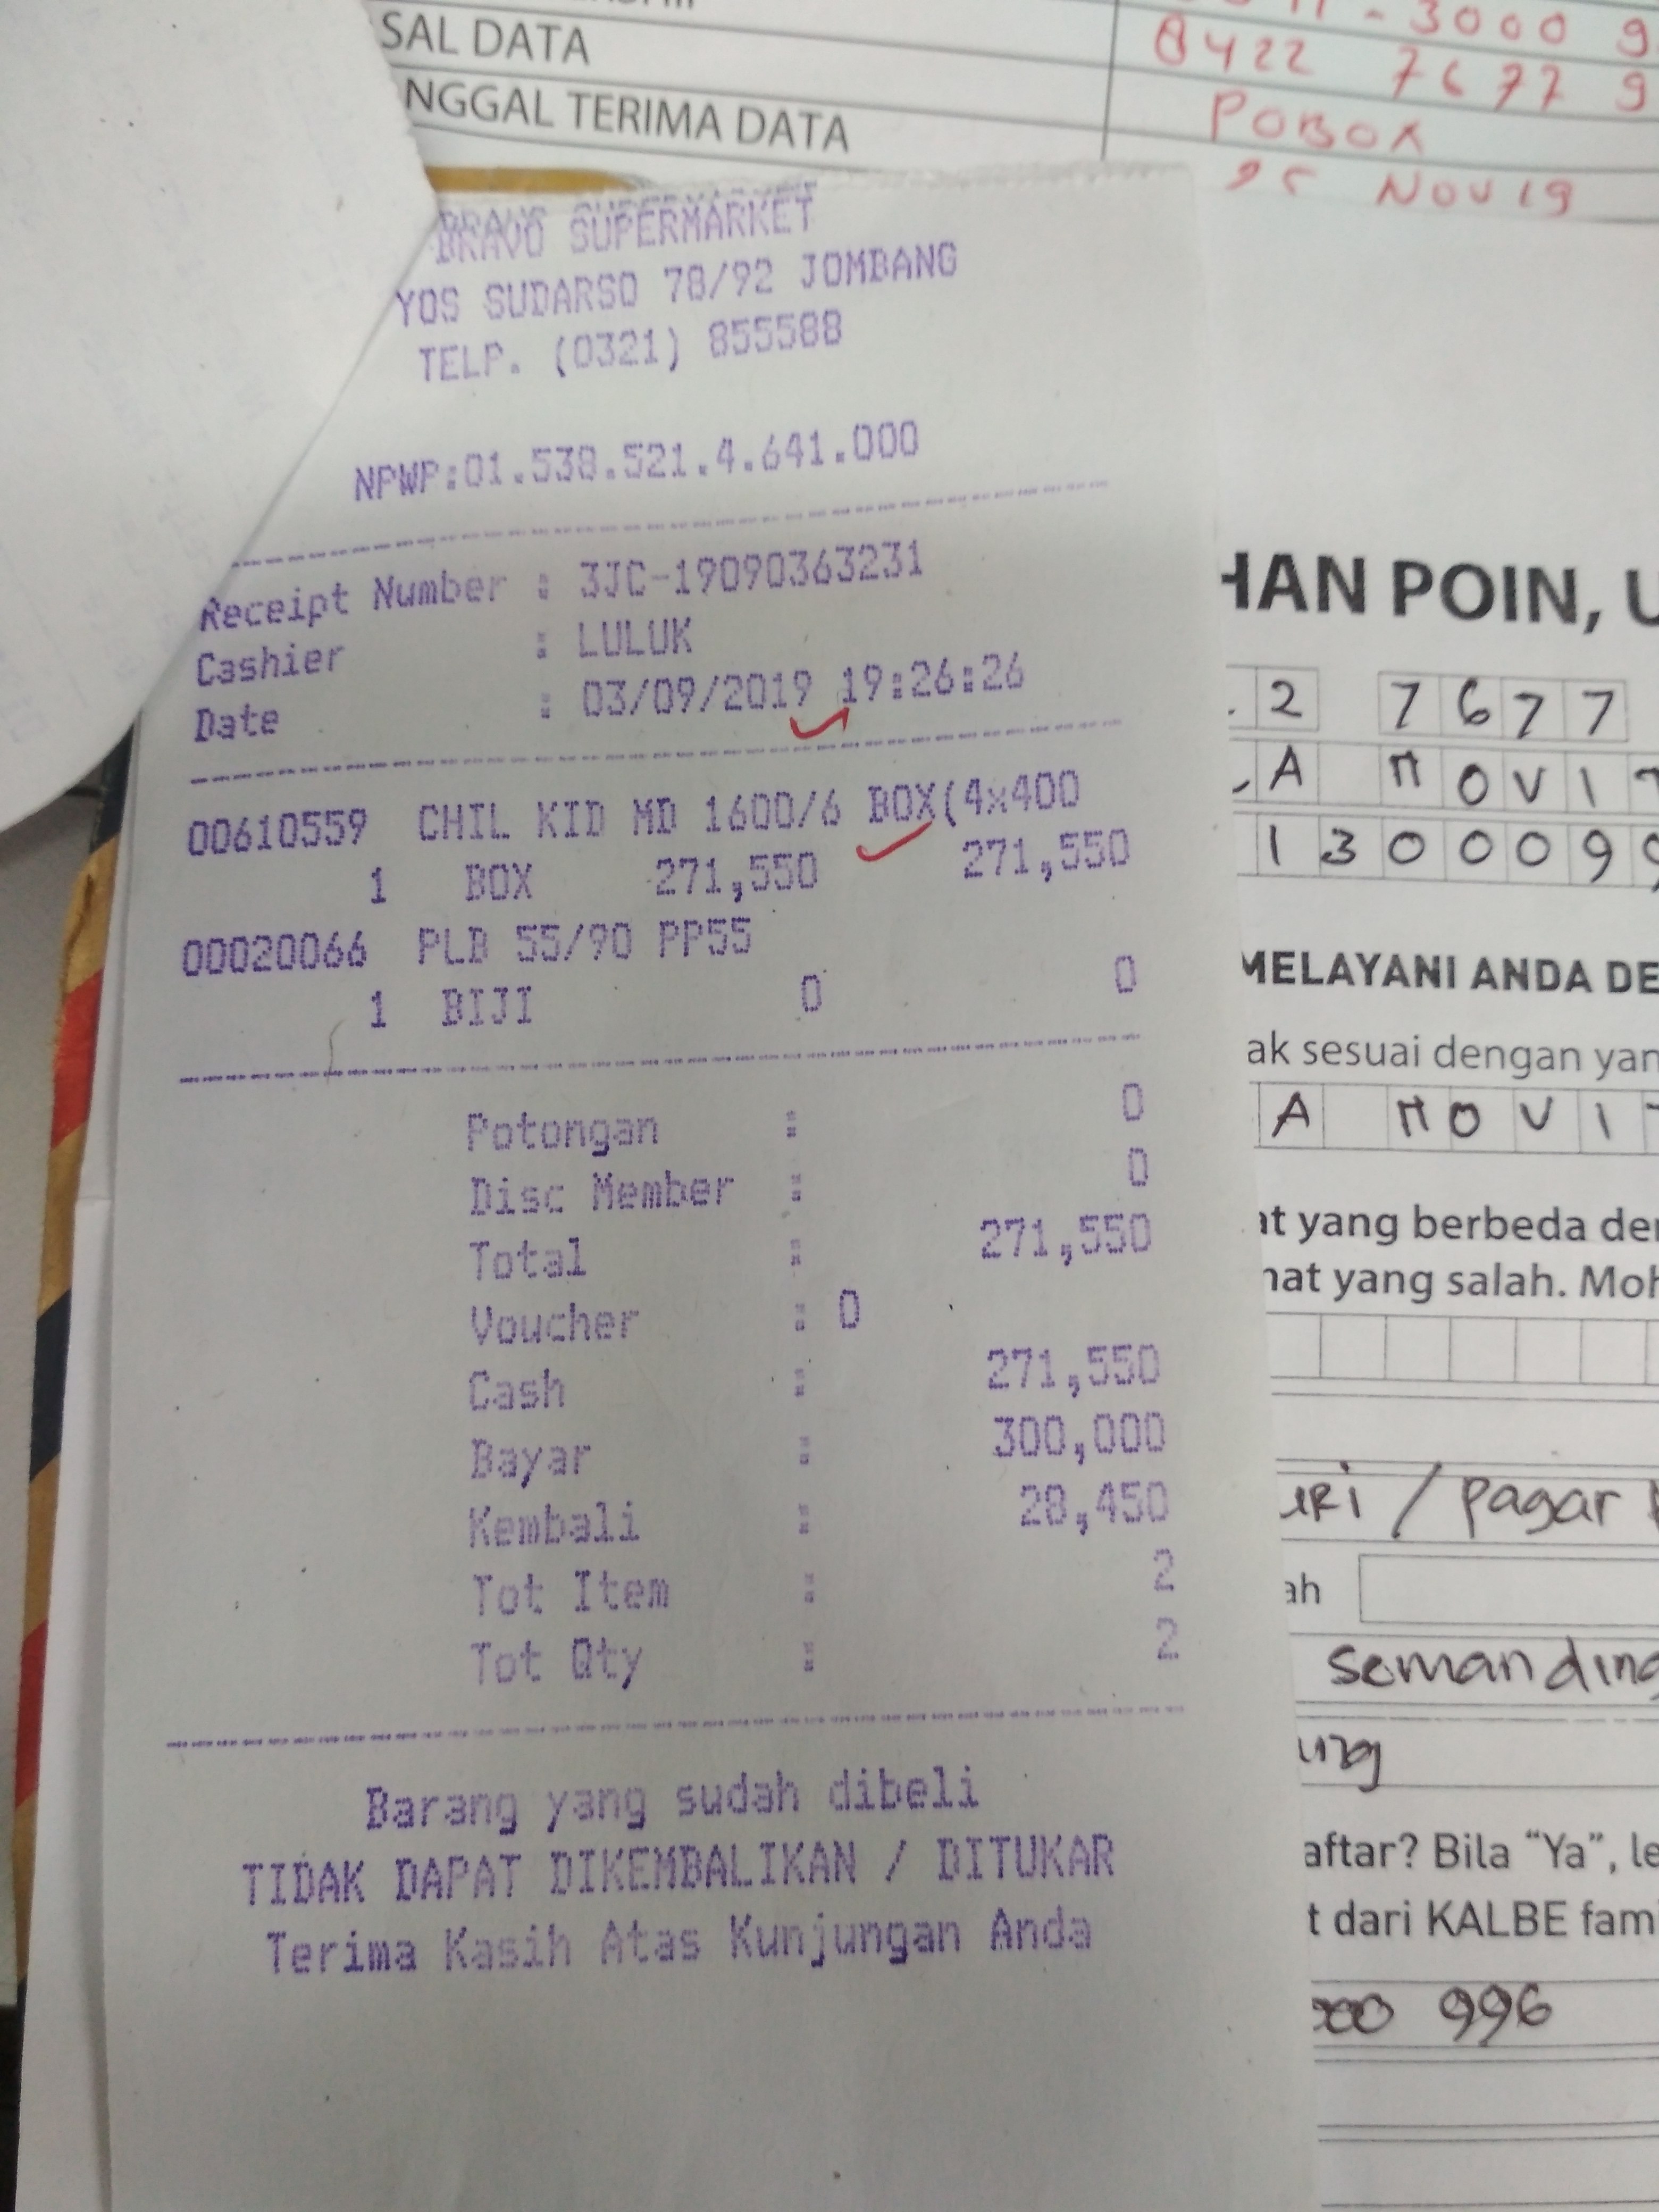 SAL DATA
NGGAL TERIMA DATA
- 3000 9
8422 7677 9
POBOX
NOV 19
BRAVO SUPERMARKET
YOS SUDARSO 78/92 JOMBANG
TELP. (0321) 855588
NPWP:01.538.521.4.641.000
Receipt Number : 3JC-19090363231
Cashier : LULUK
Date : 03/09/2019 19:26:26
00610559 CHIL KID MD 1600/6 BOX(4x400
1 BOX 271,550 271,550
00020066 PLB 55/90 PP55
1 BIJI 0 0
Potongan : 0
Disc Member : 0
Total : 271,550
Voucher : 0
Cash : 271,550
Bayar : 300,000
Kembali : 28,450
Tot Item : 2
Tot Qty : 2
Barang yang sudah dibeli
TIDAK DAPAT DIKEMBALIKAN / DITUKAR
Terima Kasih Atas Kunjungan Anda
HAN POIN, U
2 7677
A NOVI
130009
MELAYANI ANDA DE
ak sesuai dengan yan
A NOVI
at yang berbeda de
nat yang salah. Moh
URI / pagar
ah
semanding
ung
aftar? Bila “Ya”, le
t dari KALBE fami
000 996